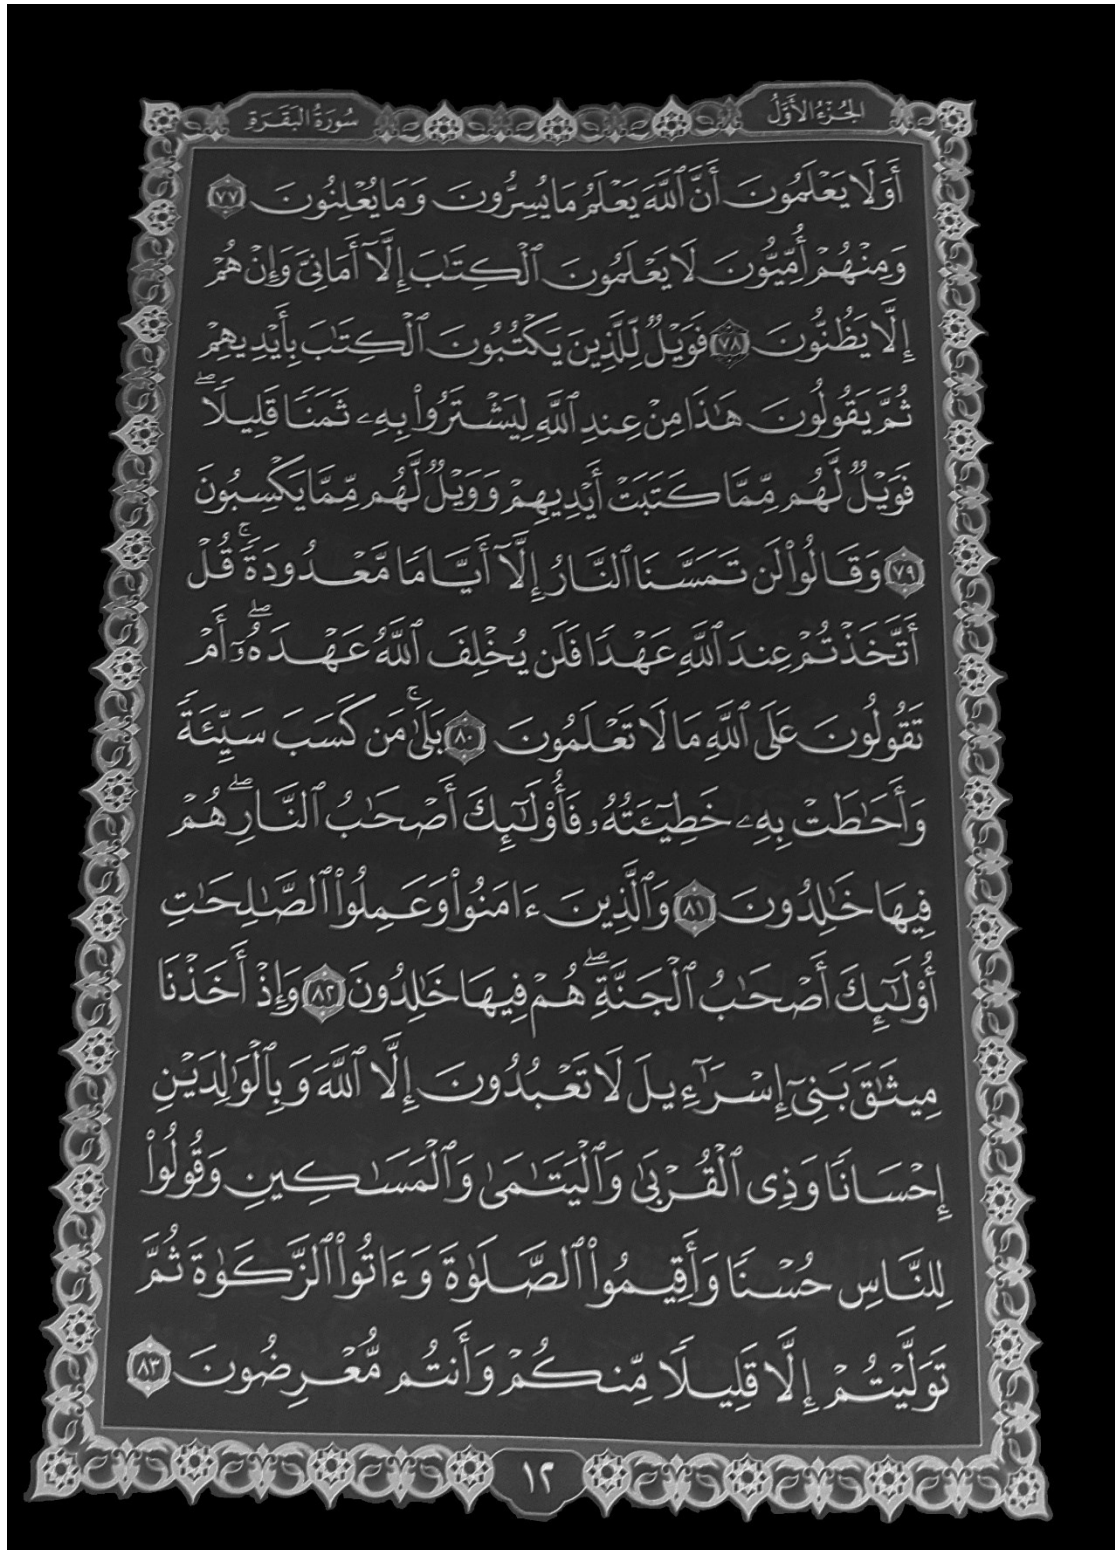 الجُزْءُ الأَوَّلُ
سُورَةُ البَقَرَةِ
أَوَلَا يَعْلَمُونَ أَنَّ ٱللَّهَ يَعْلَمُ مَا يُسِرُّونَ وَمَا يُعْلِنُونَ ٧٧
وَمِنْهُمْ أُمِّيُّونَ لَا يَعْلَمُونَ ٱلْكِتَٰبَ إِلَّآ أَمَانِىَّ وَإِنْ هُمْ
إِلَّا يَظُنُّونَ ٧٨ فَوَيْلٌ لِّلَّذِينَ يَكْتُبُونَ ٱلْكِتَٰبَ بِأَيْدِيهِمْ
ثُمَّ يَقُولُونَ هَٰذَا مِنْ عِندِ ٱللَّهِ لِيَشْتَرُوا۟ بِهِۦ ثَمَنًا قَلِيلًا ۖ
فَوَيْلٌ لَّهُم مِّمَّا كَتَبَتْ أَيْدِيهِمْ وَوَيْلٌ لَّهُم مِّمَّا يَكْسِبُونَ
٧٩ وَقَالُوا۟ لَن تَمَسَّنَا ٱلنَّارُ إِلَّآ أَيَّامًا مَّعْدُودَةً ۚ قُلْ
أَتَّخَذْتُمْ عِندَ ٱللَّهِ عَهْدًا فَلَن يُخْلِفَ ٱللَّهُ عَهْدَهُۥٓ ۖ أَمْ
تَقُولُونَ عَلَى ٱللَّهِ مَا لَا تَعْلَمُونَ ٨٠ بَلَىٰ ۚ مَن كَسَبَ سَيِّئَةً
وَأَحَٰطَتْ بِهِۦ خَطِيٓـَٔتُهُۥ فَأُو۟لَٰٓئِكَ أَصْحَٰبُ ٱلنَّارِ ۖ هُمْ
فِيهَا خَٰلِدُونَ ٨١ وَٱلَّذِينَ ءَامَنُوا۟ وَعَمِلُوا۟ ٱلصَّٰلِحَٰتِ
أُو۟لَٰٓئِكَ أَصْحَٰبُ ٱلْجَنَّةِ ۖ هُمْ فِيهَا خَٰلِدُونَ ٨٢ وَإِذْ أَخَذْنَا
مِيثَٰقَ بَنِىٓ إِسْرَٰٓءِيلَ لَا تَعْبُدُونَ إِلَّا ٱللَّهَ وَبِٱلْوَٰلِدَيْنِ
إِحْسَانًا وَذِى ٱلْقُرْبَىٰ وَٱلْيَتَٰمَىٰ وَٱلْمَسَٰكِينِ وَقُولُوا۟
لِلنَّاسِ حُسْنًا وَأَقِيمُوا۟ ٱلصَّلَوٰةَ وَءَاتُوا۟ ٱلزَّكَوٰةَ ثُمَّ
تَوَلَّيْتُمْ إِلَّا قَلِيلًا مِّنكُمْ وَأَنتُم مُّعْرِضُونَ ٨٣
١٢